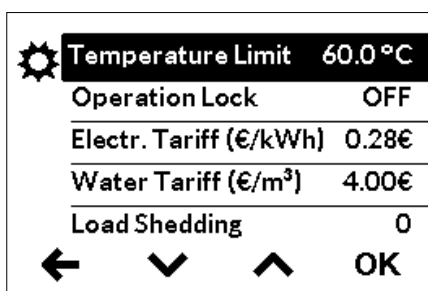 Temperature Limit 60.0 °C
Operation Lock OFF
Electr. Tariff (€/kWh) 0.28€
Water Tariff (€/m³) 4.00€
Load Shedding 0
OK